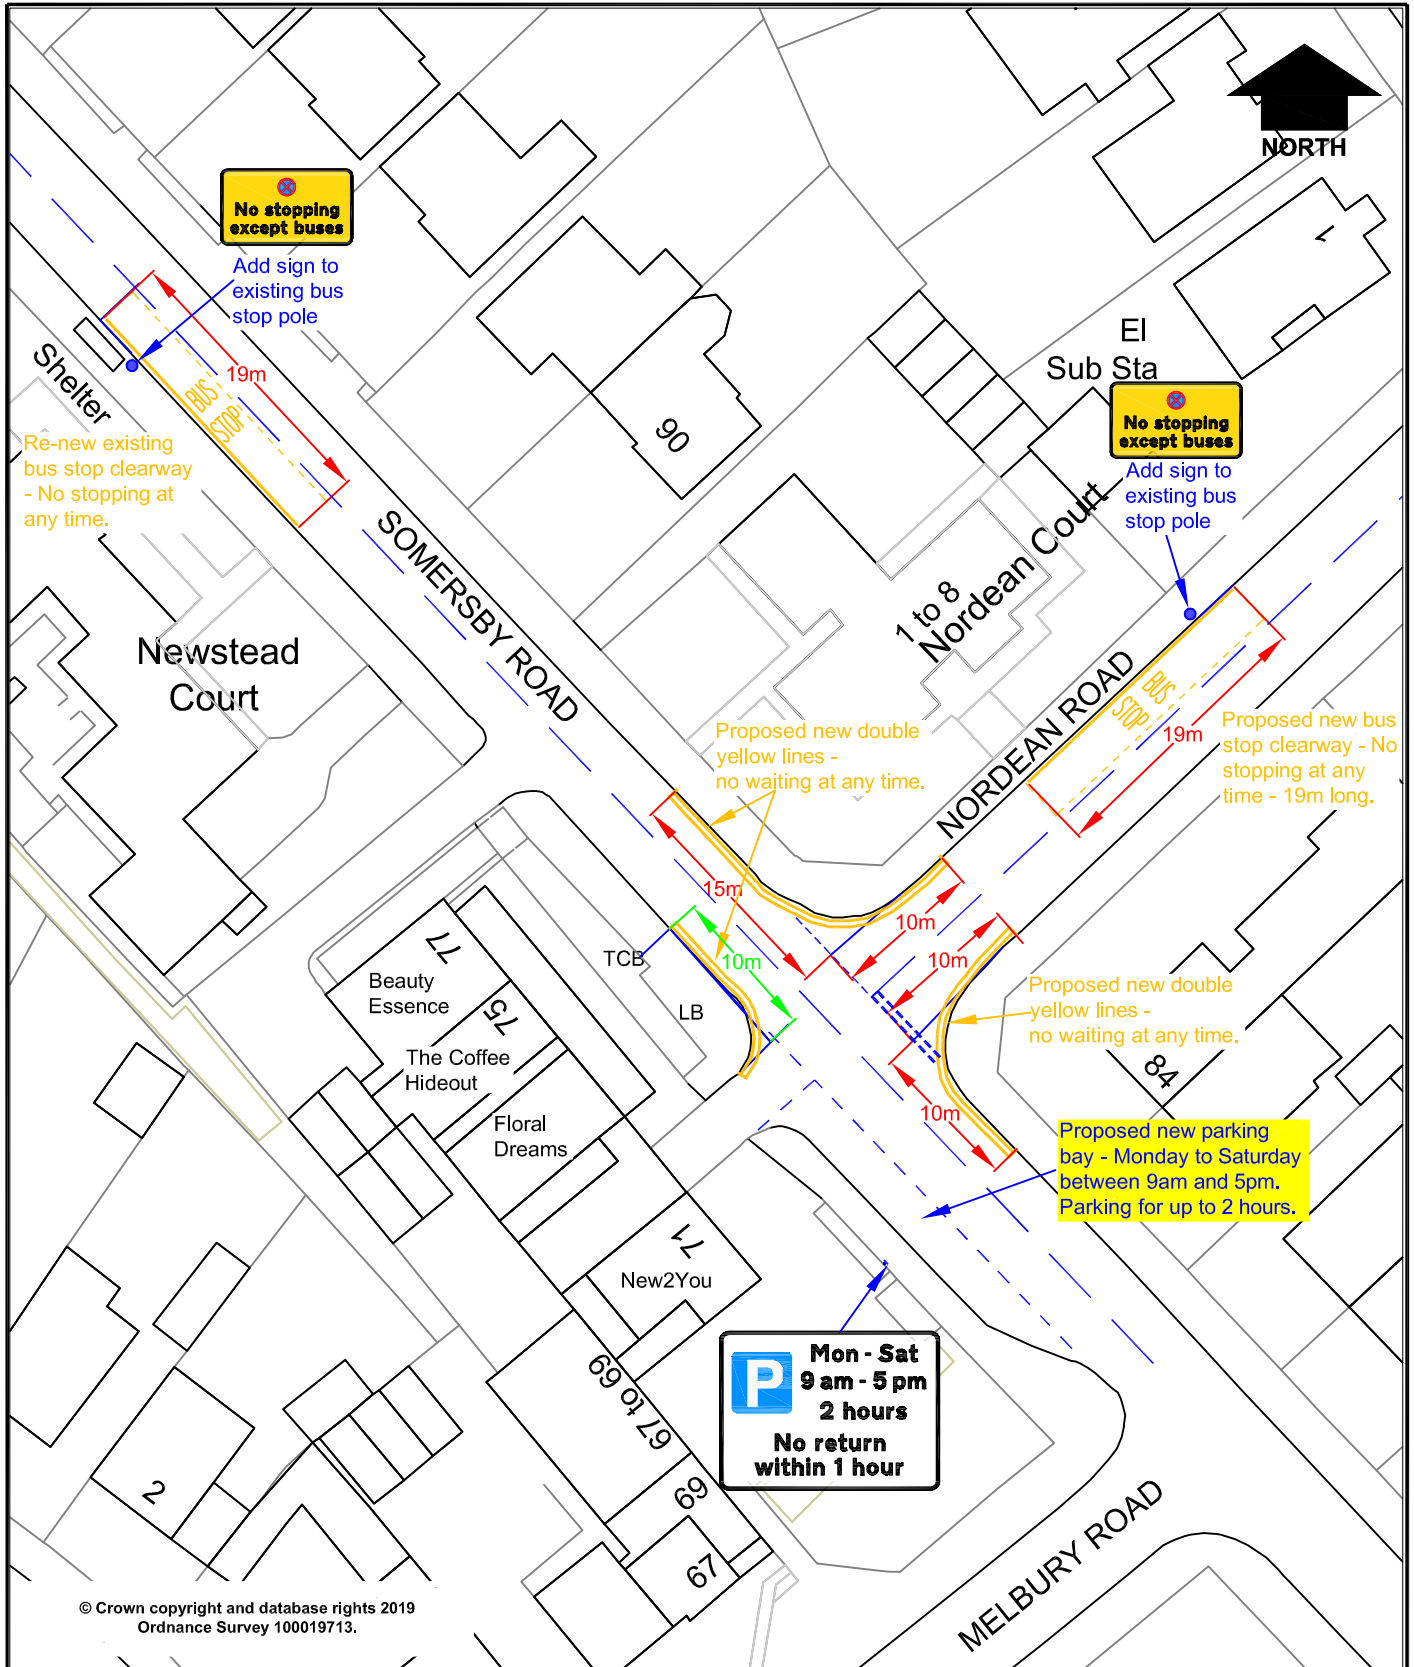 NORTH
No stopping
except buses
Add sign to
existing bus
stop pole
1
El
Sub Sta
Shelter
19m
BUS
STOP
No stopping
except buses
Re-new existing
bus stop clearway
- No stopping at
any time.
90
Add sign to
existing bus
stop pole
SOMERSBY ROAD
1 to 8
Nordean Court
Newstead
Court
NORDEAN ROAD
BUS
STOP
19m
Proposed new bus
stop clearway - No
stopping at any
time - 19m long.
Proposed new double
yellow lines -
no waiting at any time.
15m
10m
10m
10m
TCB
LB
77
Beauty
Essence
75
The Coffee
Hideout
Floral
Dreams
Proposed new double
yellow lines -
no waiting at any time.
84
10m
Proposed new parking
bay - Monday to Saturday
between 9am and 5pm.
Parking for up to 2 hours.
71
New2You
P
Mon - Sat
9 am - 5 pm
2 hours
No return
within 1 hour
67 to 69
69
67
2
MELBURY ROAD
© Crown copyright and database rights 2019
Ordnance Survey 100019713.